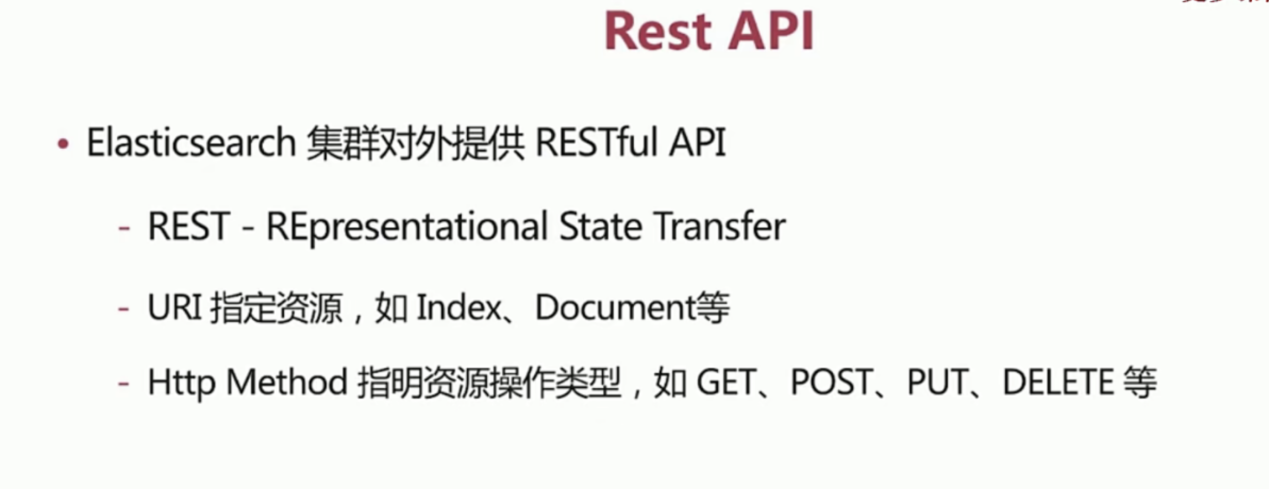 Rest API
• Elasticsearch 集群对外提供 RESTful API
- REST - REpresentational State Transfer
- URI 指定资源，如 Index、Document等
- Http Method 指明资源操作类型，如 GET、POST、PUT、DELETE 等